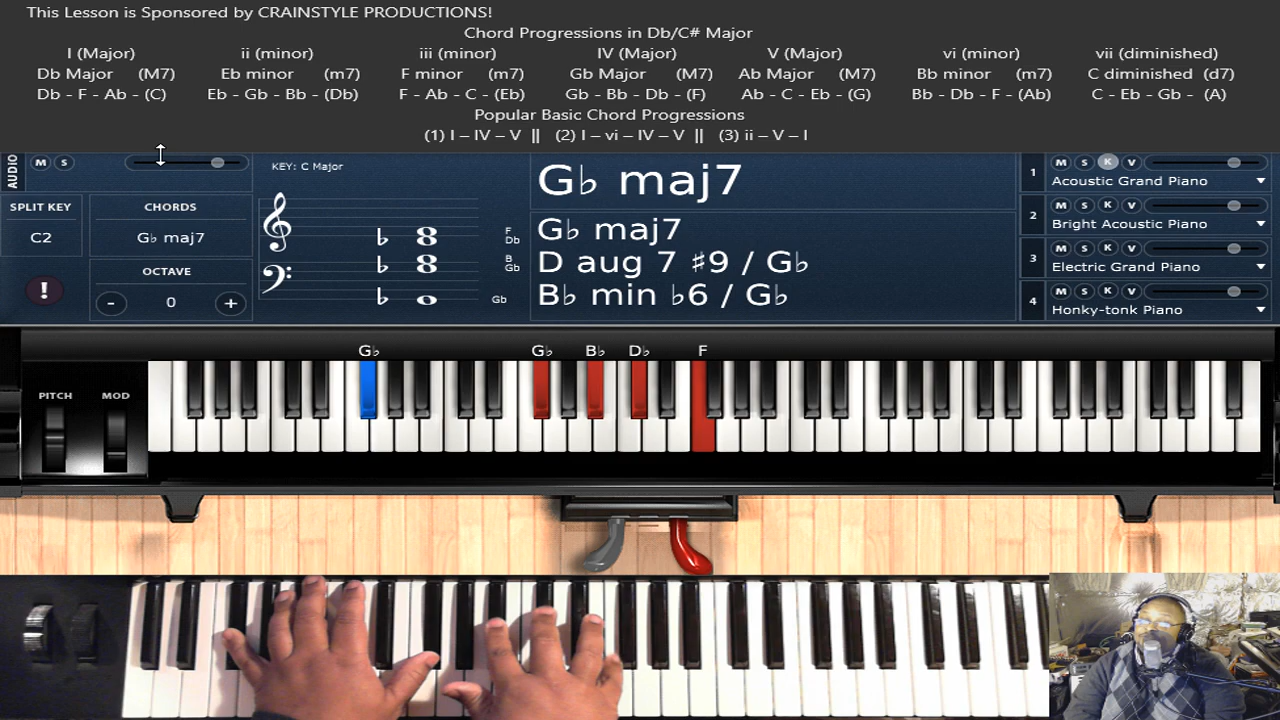 This Lesson is Sponsored by CRAINSTYLE PRODUCTIONS!
Chord Progressions in Db/C# Major
I (Major) ii (minor) iii (minor) IV (Major) V (Major) vi (minor) vii (diminished)
Db Major (M7) Eb minor (m7) F minor (m7) Gb Major (M7) Ab Major (M7) Bb minor (m7) C diminished (d7)
Db - F - Ab - (C) Eb - Gb - Bb - (Db) F - Ab - C - (Eb) Gb - Bb - Db - (F) Ab - C - Eb - (G) Bb - Db - F - (Ab) C - Eb - Gb - (A)
Popular Basic Chord Progressions
(1) I – IV – V || (2) I – vi – IV – V || (3) ii – V – I
AUDIO
M S
KEY: C Major
SPLIT KEY
C2
CHORDS
G♭ maj7
OCTAVE
- 0 +
!
F
Db
B
Gb
Gb
G♭ maj7
G♭ maj7
D aug 7 ♯9 / G♭
B♭ min ♭6 / G♭
1 M S K V
Acoustic Grand Piano
2 M S K V
Bright Acoustic Piano
3 M S K V
Electric Grand Piano
4 M S K V
Honky-tonk Piano
G♭ G♭ B♭ D♭ F
PITCH MOD